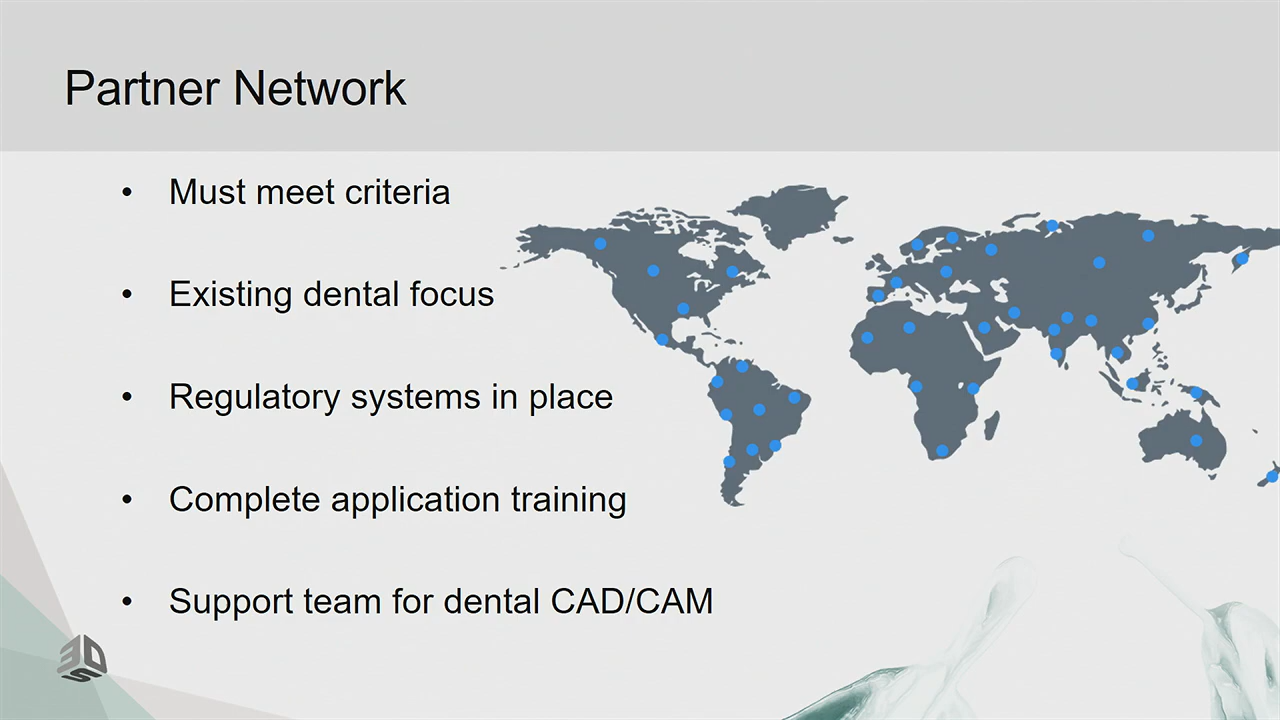 Partner Network
• Must meet criteria
• Existing dental focus
• Regulatory systems in place
• Complete application training
• Support team for dental CAD/CAM
3DS